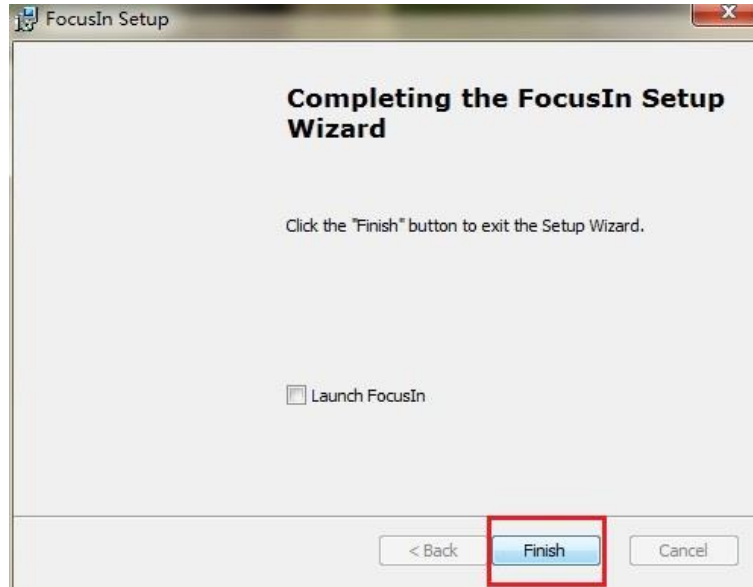 FocusIn Setup
X
Completing the FocusIn Setup
Wizard
Click the "Finish" button to exit the Setup Wizard.
Launch FocusIn
< Back Finish Cancel